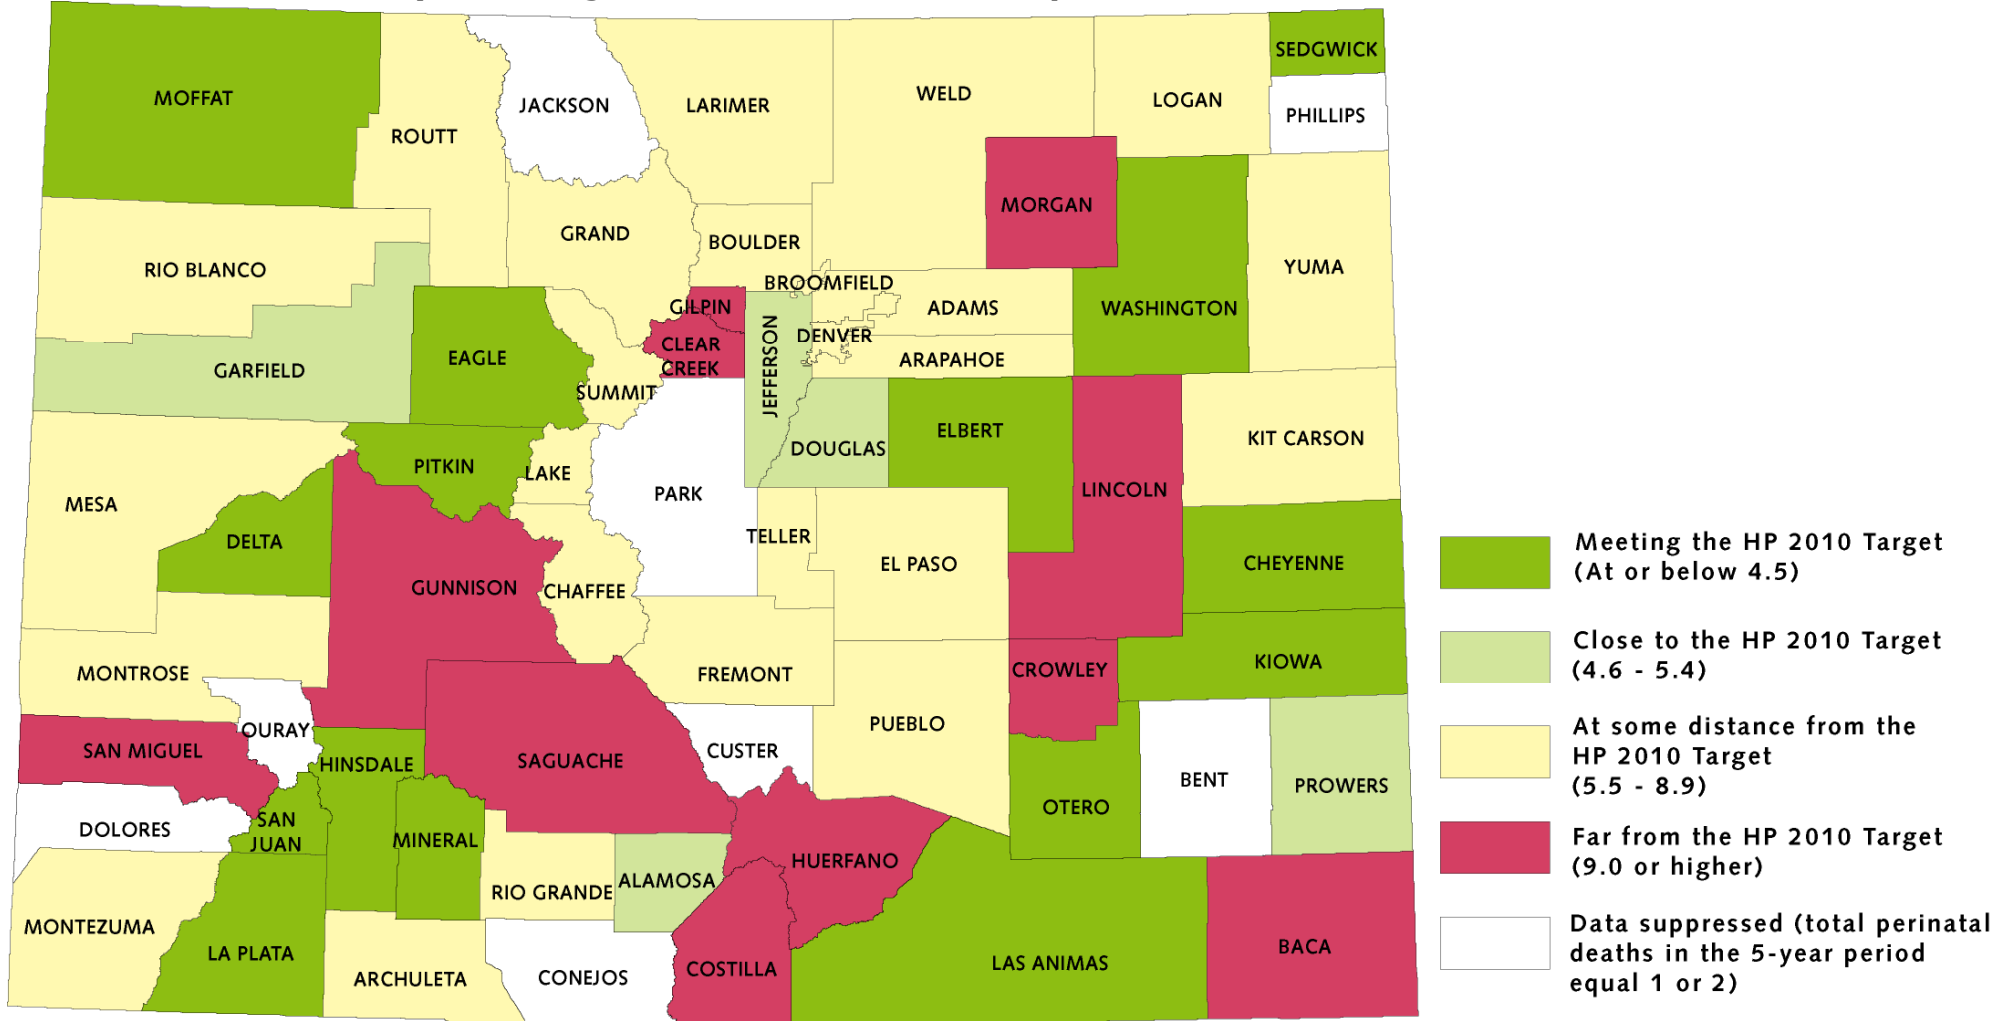 SEDGWICK
MOFFAT
JACKSON
LARIMER
WELD
LOGAN
PHILLIPS
ROUTT
MORGAN
GRAND
BOULDER
RIO BLANCO
YUMA
BROOMFIELD
GILPIN
ADAMS
WASHINGTON
DENVER
CLEAR
CREEK
EAGLE
ARAPAHOE
GARFIELD
JEFFERSON
SUMMIT
ELBERT
KIT CARSON
DOUGLAS
PITKIN
LAKE
LINCOLN
PARK
MESA
TELLER
DELTA
EL PASO
CHEYENNE
GUNNISON
CHAFFEE
KIOWA
CROWLEY
MONTROSE
FREMONT
PUEBLO
OURAY
SAN MIGUEL
CUSTER
SAGUACHE
HINSDALE
BENT
PROWERS
OTERO
SAN
JUAN
DOLORES
MINERAL
HUERFANO
ALAMOSA
RIO GRANDE
MONTEZUMA
BACA
LA PLATA
LAS ANIMAS
COSTILLA
CONEJOS
ARCHULETA
Meeting the HP 2010 Target
(At or below 4.5)
Close to the HP 2010 Target
(4.6 - 5.4)
At some distance from the
HP 2010 Target
(5.5 - 8.9)
Far from the HP 2010 Target
(9.0 or higher)
Data suppressed (total perinatal
deaths in the 5-year period
equal 1 or 2)